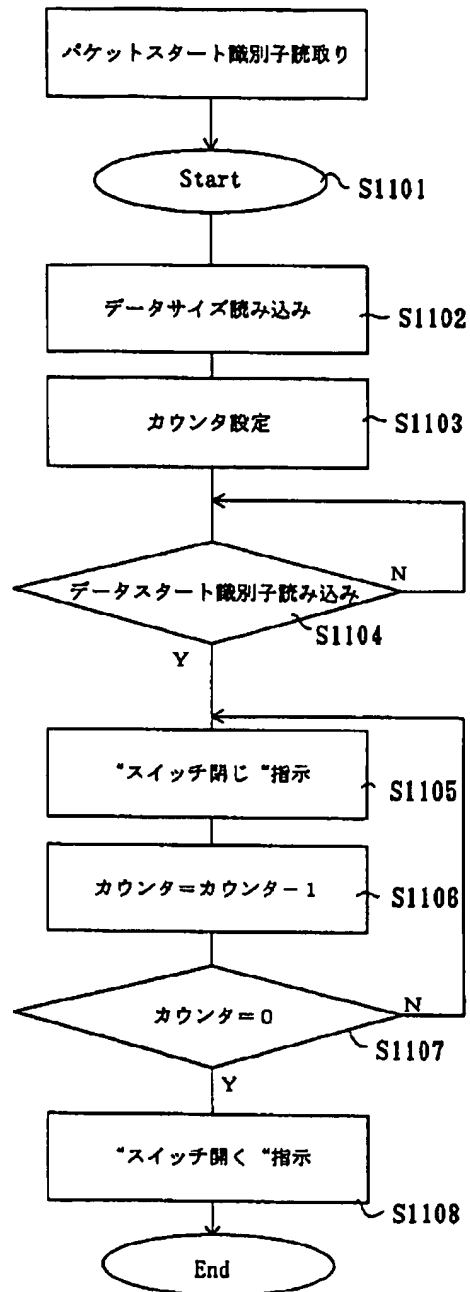 パケットスタート識別子読取り
Start
S1101
データサイズ読み込み
S1102
カウンタ設定
S1103
データスタート識別子読み込み
N
S1104
Y
“スイッチ閉じ “指示
S1105
カウンタ=カウンタ-1
S1106
カウンタ=0
N
S1107
Y
“スイッチ開く “指示
S1108
End